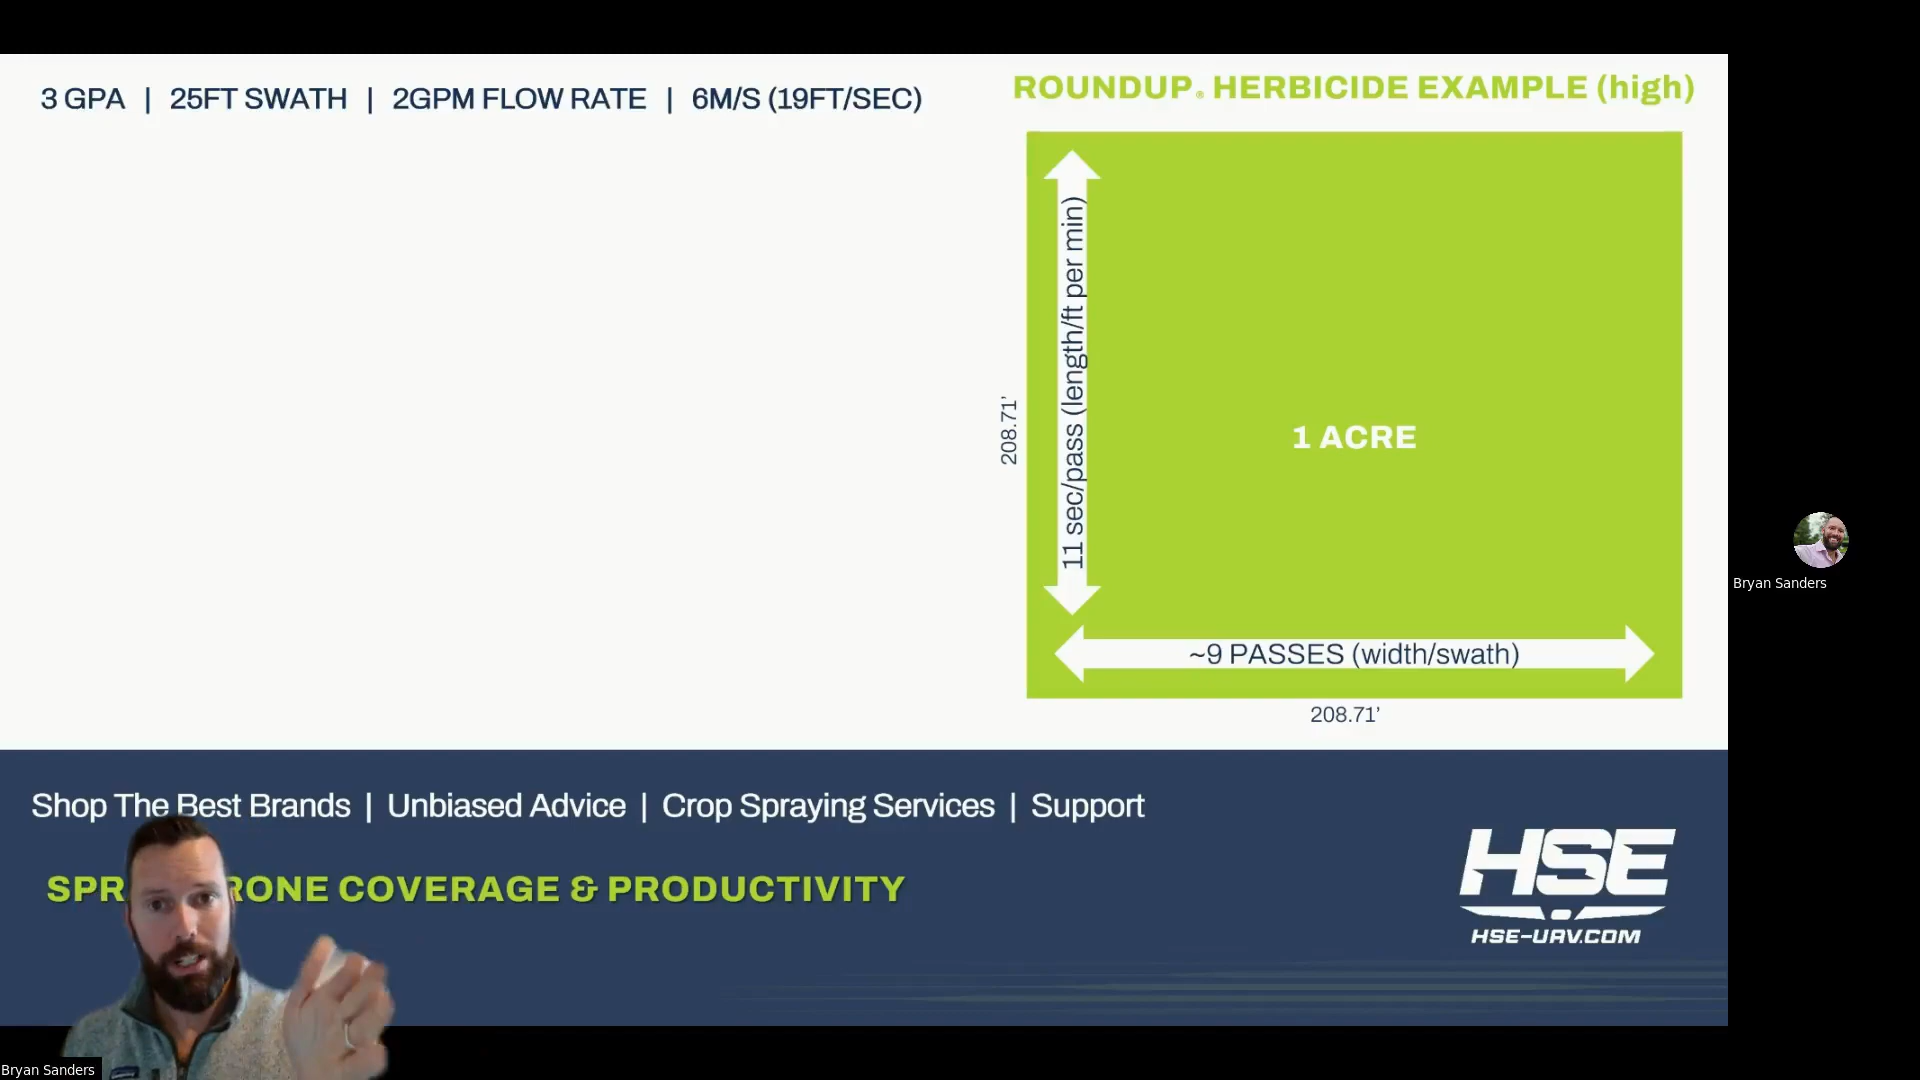 3 GPA | 25FT SWATH | 2GPM FLOW RATE | 6M/S (19FT/SEC)
ROUNDUP® HERBICIDE EXAMPLE (high)
208.71'
11 sec/pass (length/ft per min)
1 ACRE
~9 PASSES (width/swath)
208.71'
Bryan Sanders
Shop The Best Brands | Unbiased Advice | Crop Spraying Services | Support
COVERAGE & PRODUCTIVITY
HSE
HSE-UAV.COM
Bryan Sanders